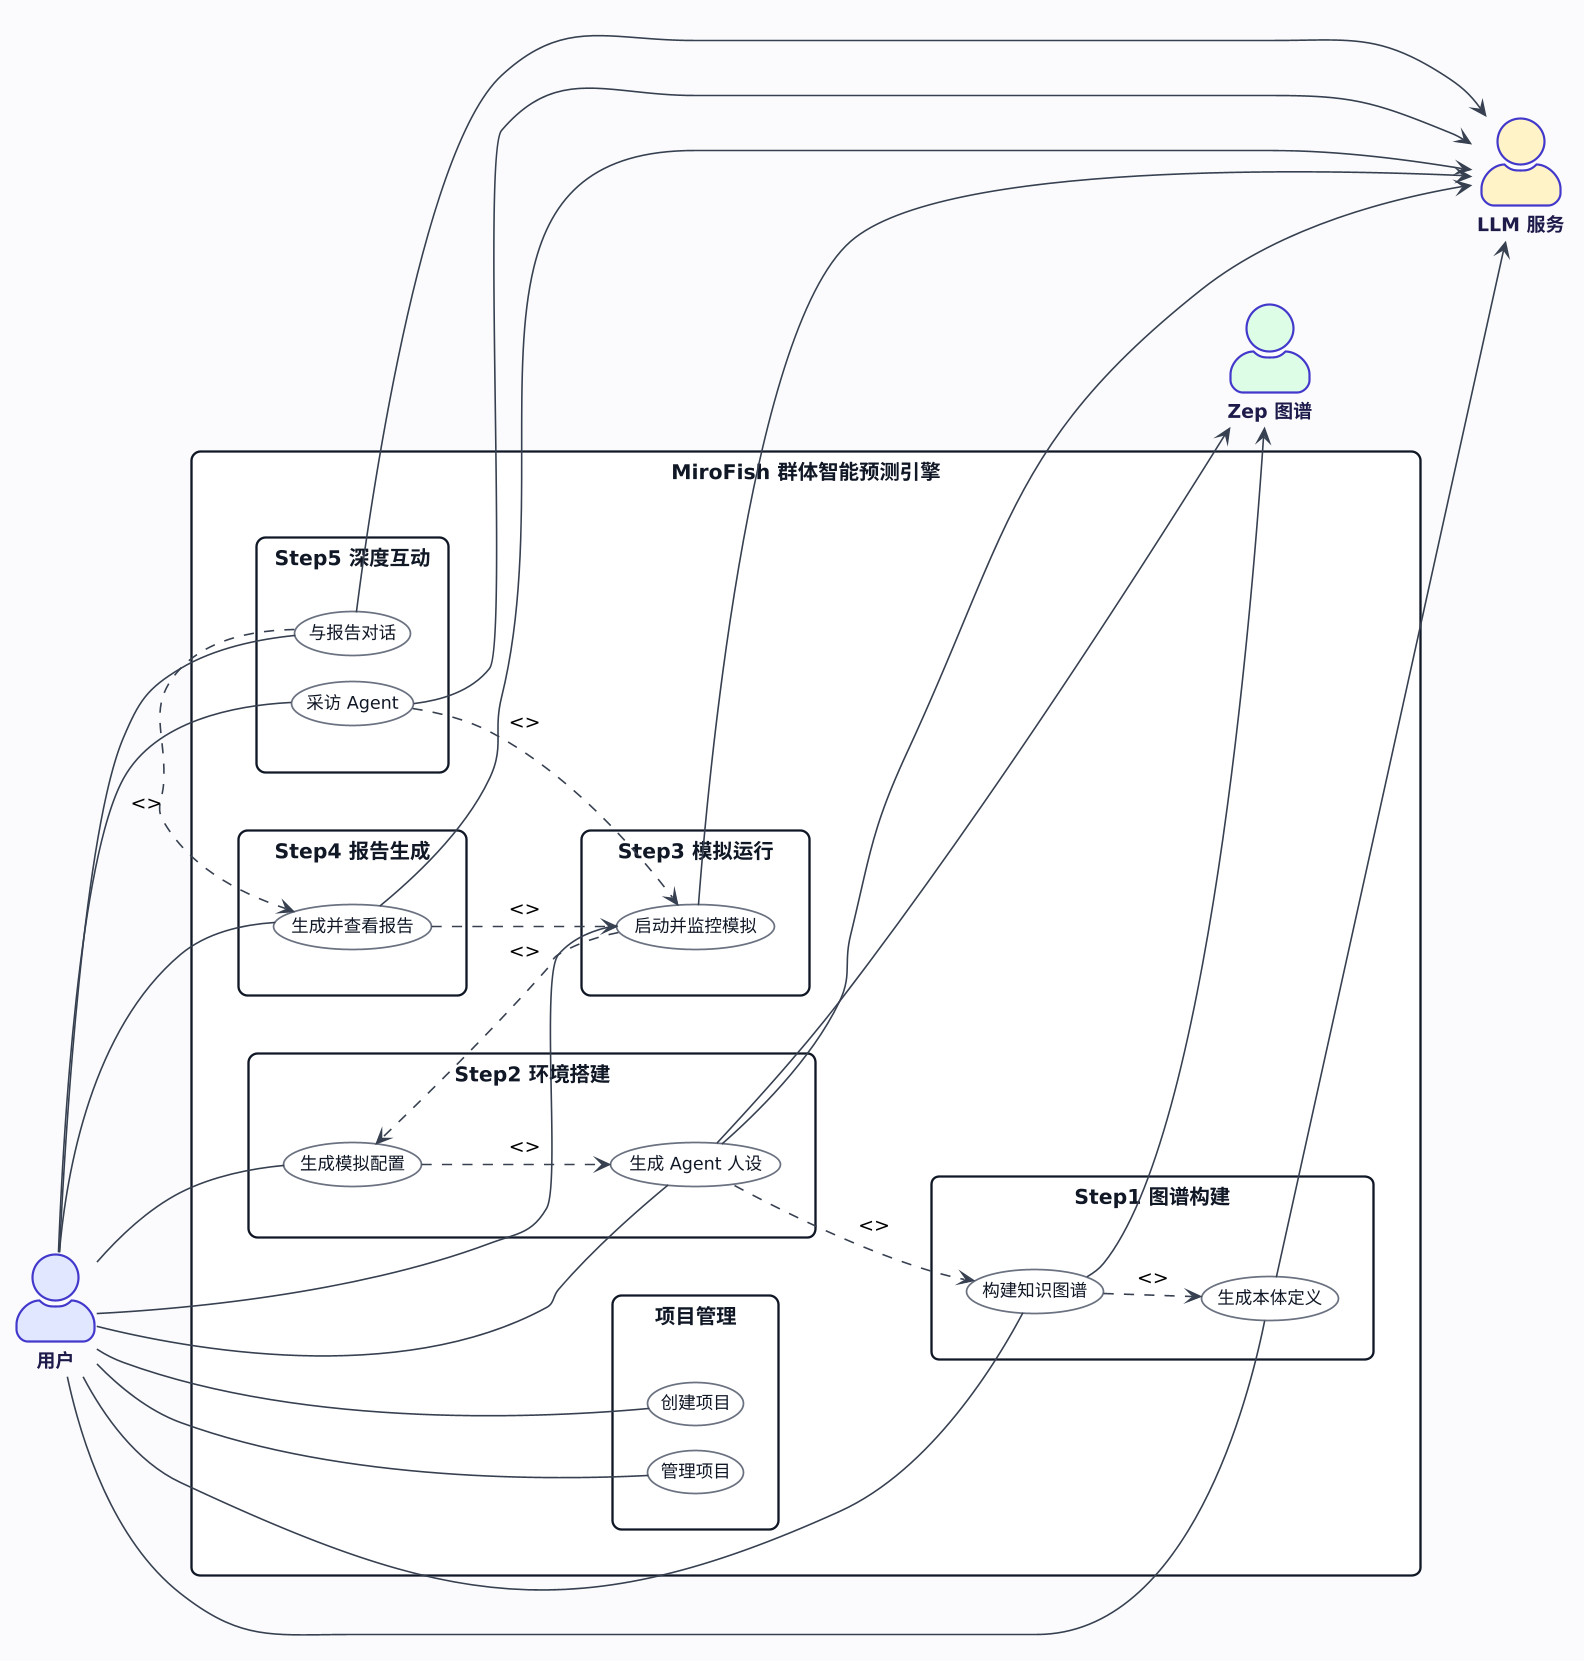 LLM 服务
Zep 图谱
MiroFish 群体智能预测引擎
Step5 深度互动
与报告对话
采访 Agent
<>
<>
Step4 报告生成
生成并查看报告
<>
<>
Step3 模拟运行
启动并监控模拟
Step2 环境搭建
生成模拟配置
<>
生成 Agent 人设
<>
Step1 图谱构建
构建知识图谱
<>
生成本体定义
用户
项目管理
创建项目
管理项目